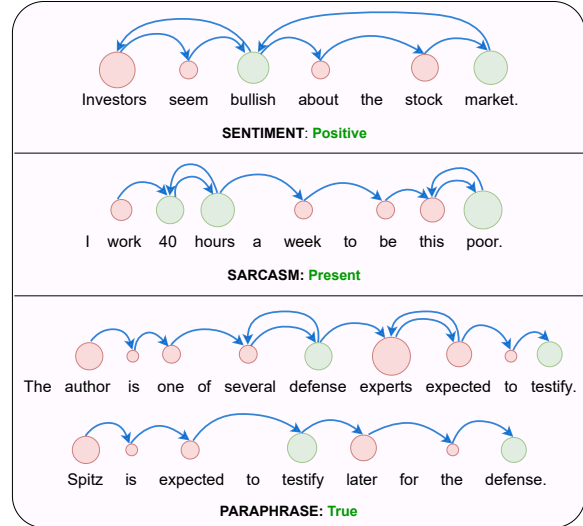 Investors seem bullish about the stock market.
SENTIMENT: Positive
I work 40 hours a week to be this poor.
SARCASM: Present
The author is one of several defense experts expected to testify.
Spitz is expected to testify later for the defense.
PARAPHRASE: True